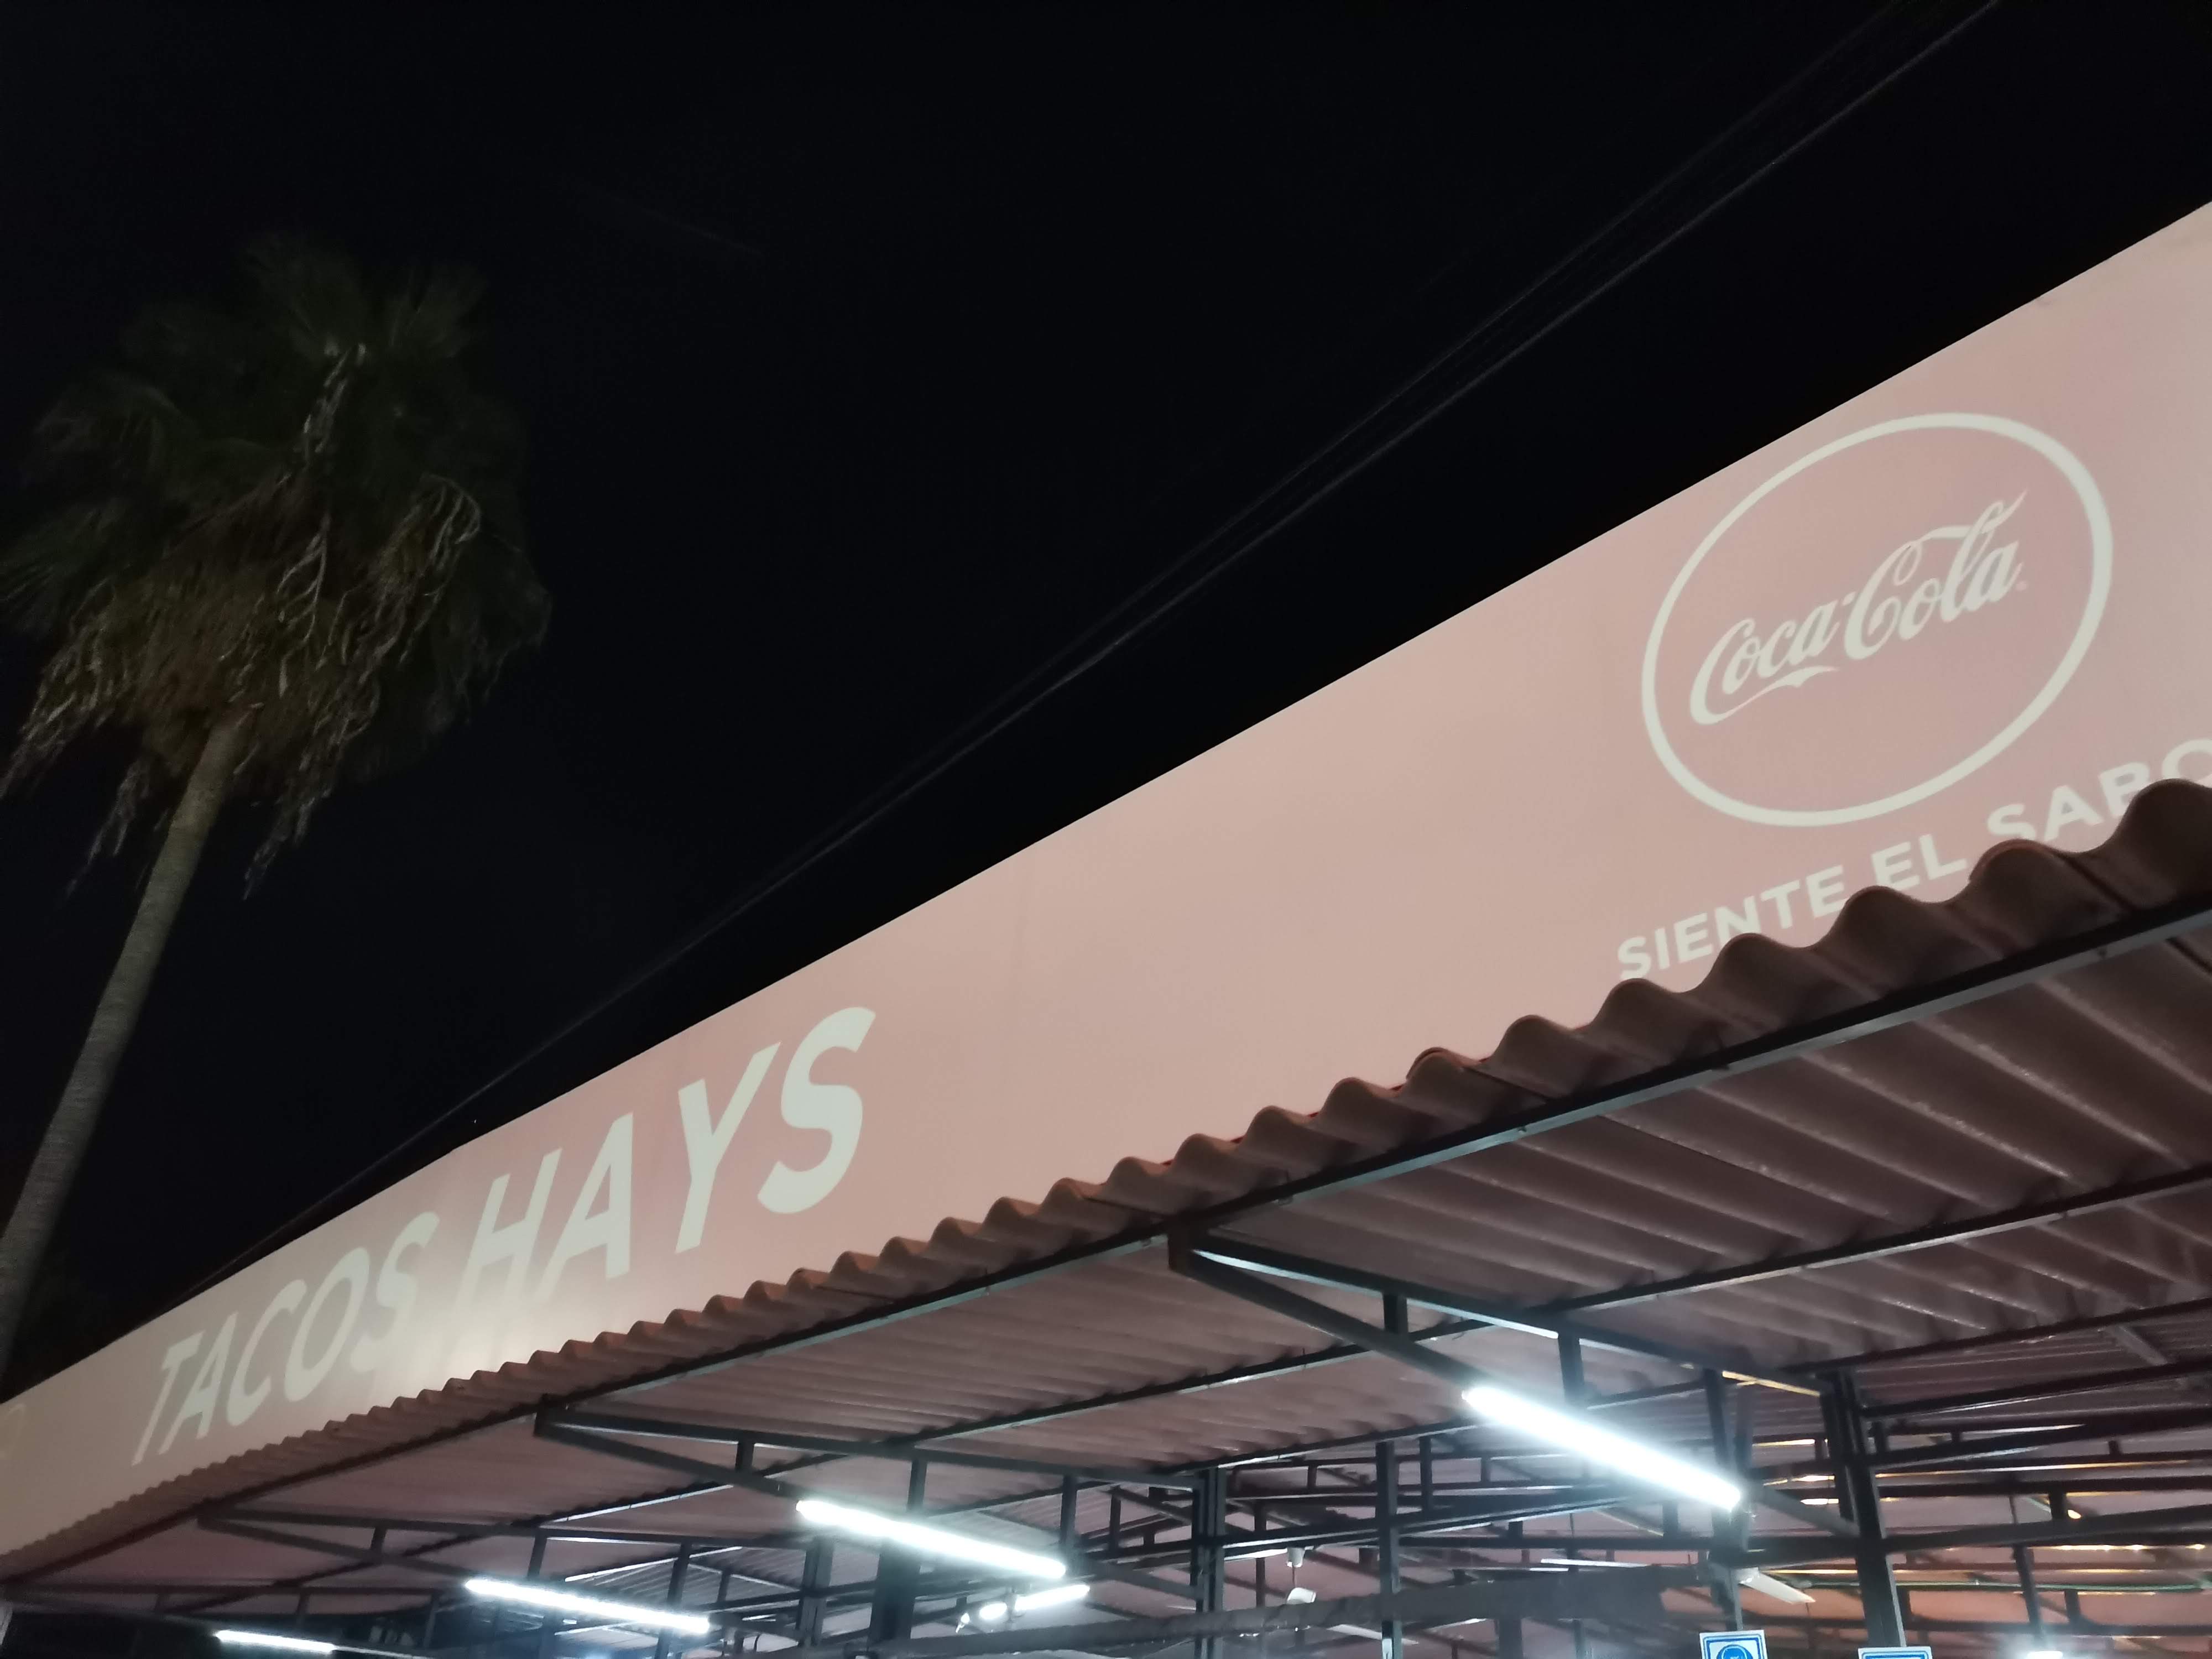 TACOS HAYS
Coca-Cola
SIENTE EL SABO